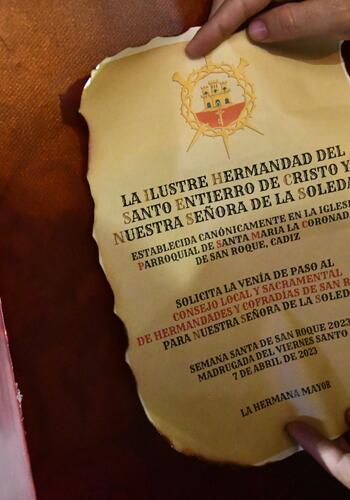 LA ILUSTRE HERMANDAD DEL
SANTO ENTIERRO DE CRISTO Y
NUESTRA SEÑORA DE LA SOLEDA
ESTABLECIDA CANÓNICAMENTE EN LA IGLESI
PARROQUIAL DE SANTA MARIA LA CORONAD
DE SAN ROQUE, CADIZ
SOLICITA LA VENÍA DE PASO AL
CONSEJO LOCAL Y SACRAMENTAL
DE HERMANDADES Y COFRADÍAS DE SAN R
PARA NUESTRA SEÑORA DE LA SOLED
SEMANA SANTA DE SAN ROQUE 2023
MADRUGADA DEL VIERNES SANTO
7 DE ABRIL DE 2023
LA HERMANA MAYOR